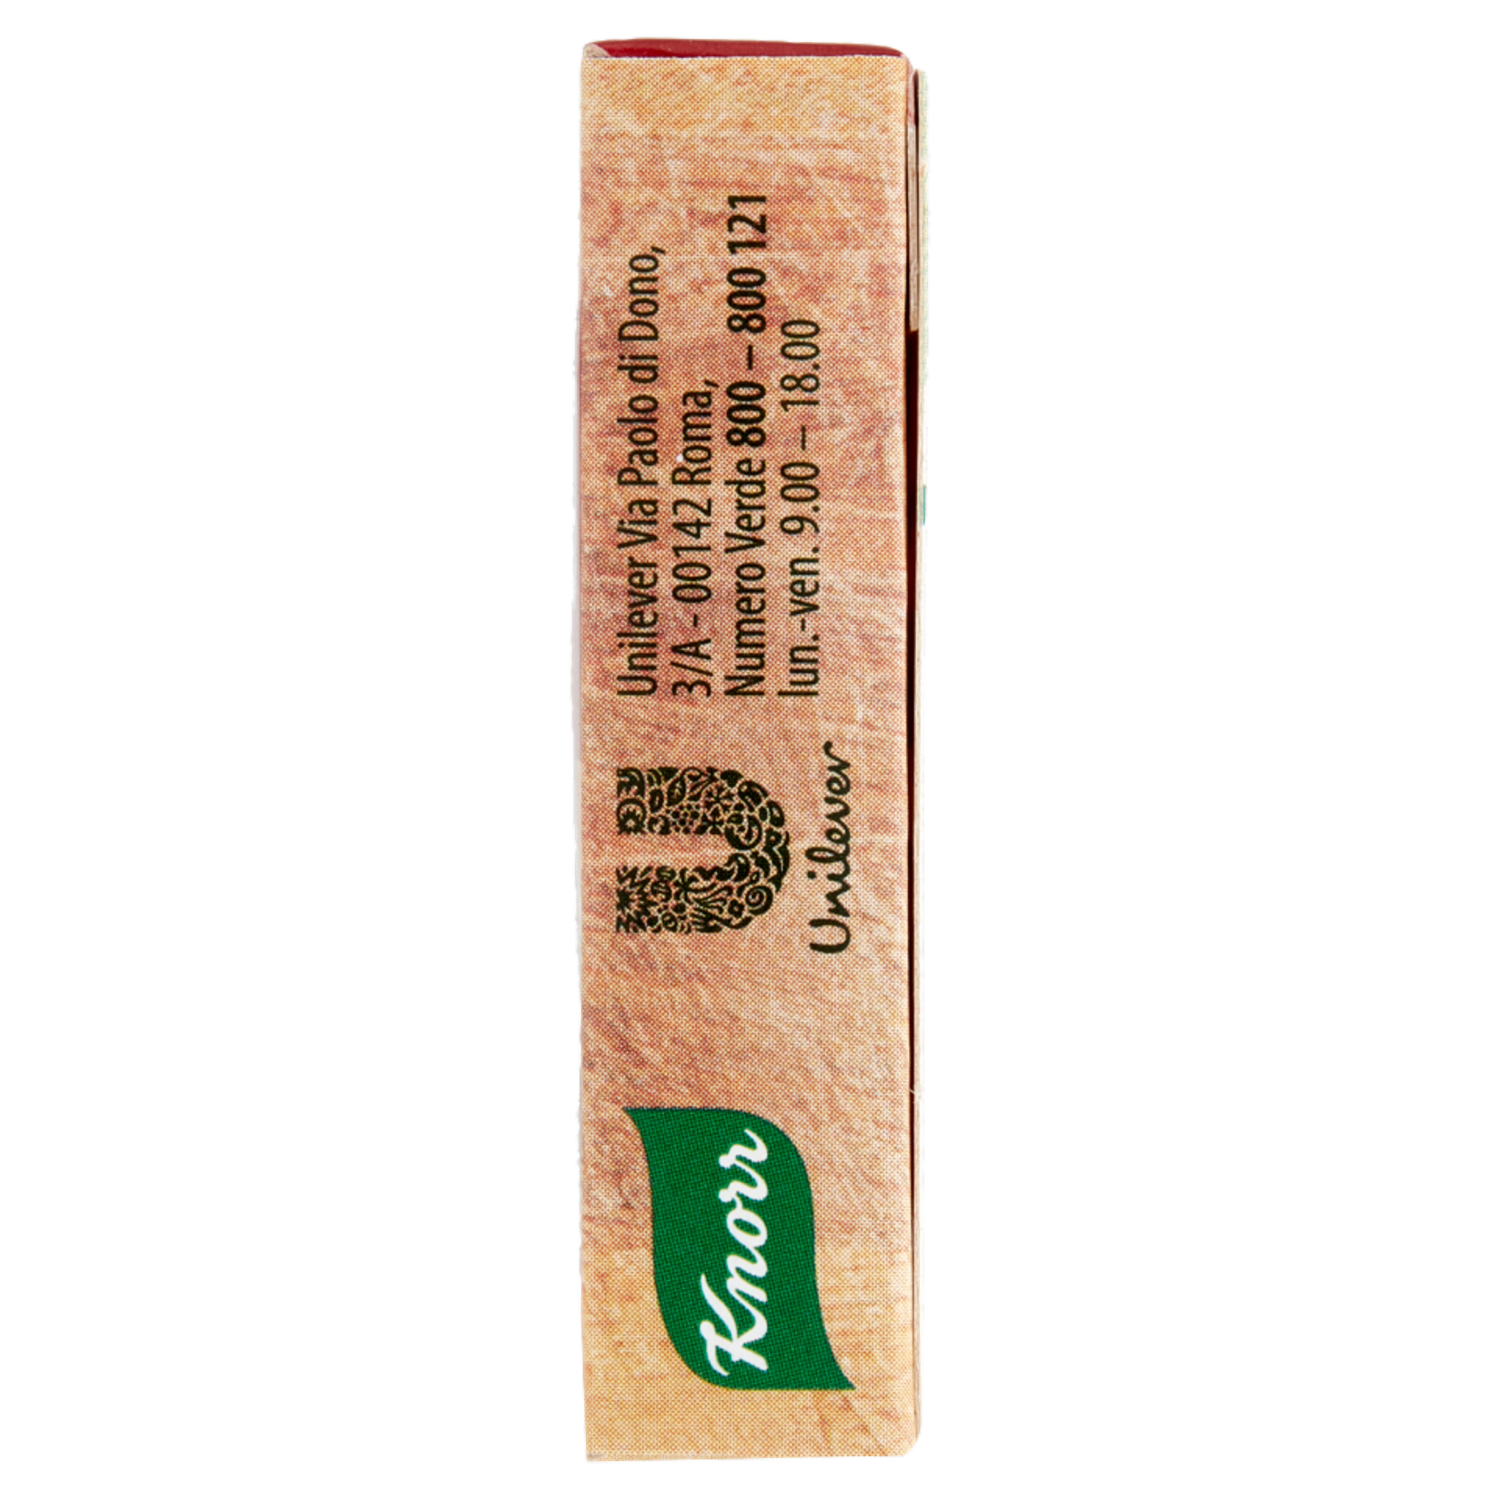 Knorr
Unilever
Unilever Via Paolo di Dono,
3/A - 00142 Roma,
Numero Verde 800 – 800 121
lun.-ven. 9.00 – 18.00